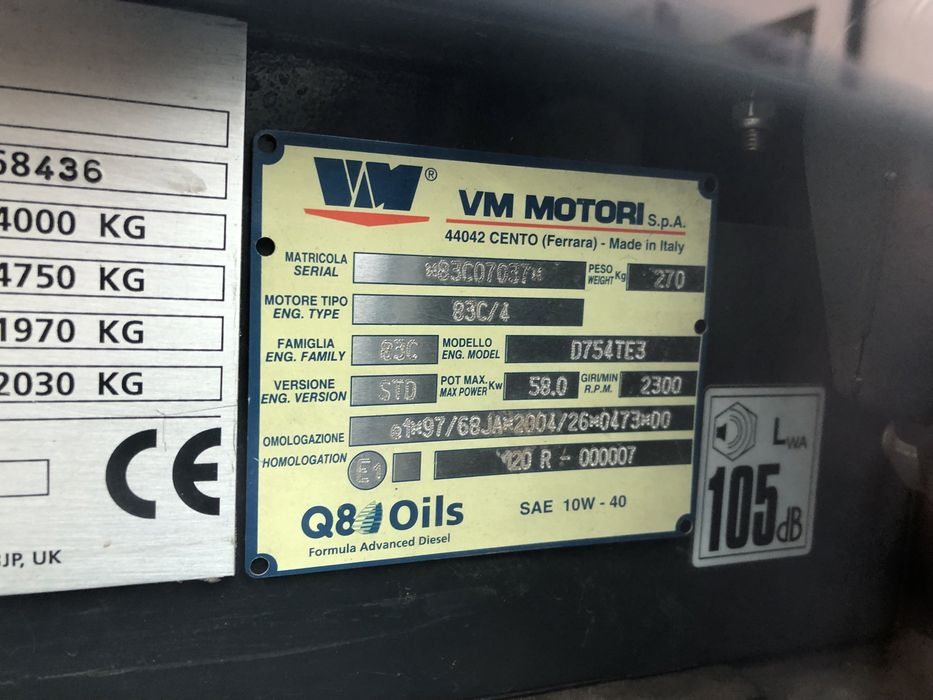 58436
4000 KG
4750 KG
1970 KG
2030 KG
CE
JP, UK
VM®
VM MOTORI S.p.A.
44042 CENTO (Ferrara) - Made in Italy
MATRICOLA
SERIAL
*83C07037*
PESO
WEIGHT Kg
270
MOTORE TIPO
ENG. TYPE
83C/4
FAMIGLIA
ENG. FAMILY
83C
MODELLO
ENG. MODEL
D754TE3
VERSIONE
ENG. VERSION
STD
POT MAX.
MAX POWER Kw
58.0
GIRI/MIN
R.P.M.
2300
OMOLOGAZIONE
HOMOLOGATION
e1*97/68JA*2004/26*0473*00
E1
120 R - 000007
Q8 Oils
Formula Advanced Diesel
SAE 10W - 40
LWA
105 dB